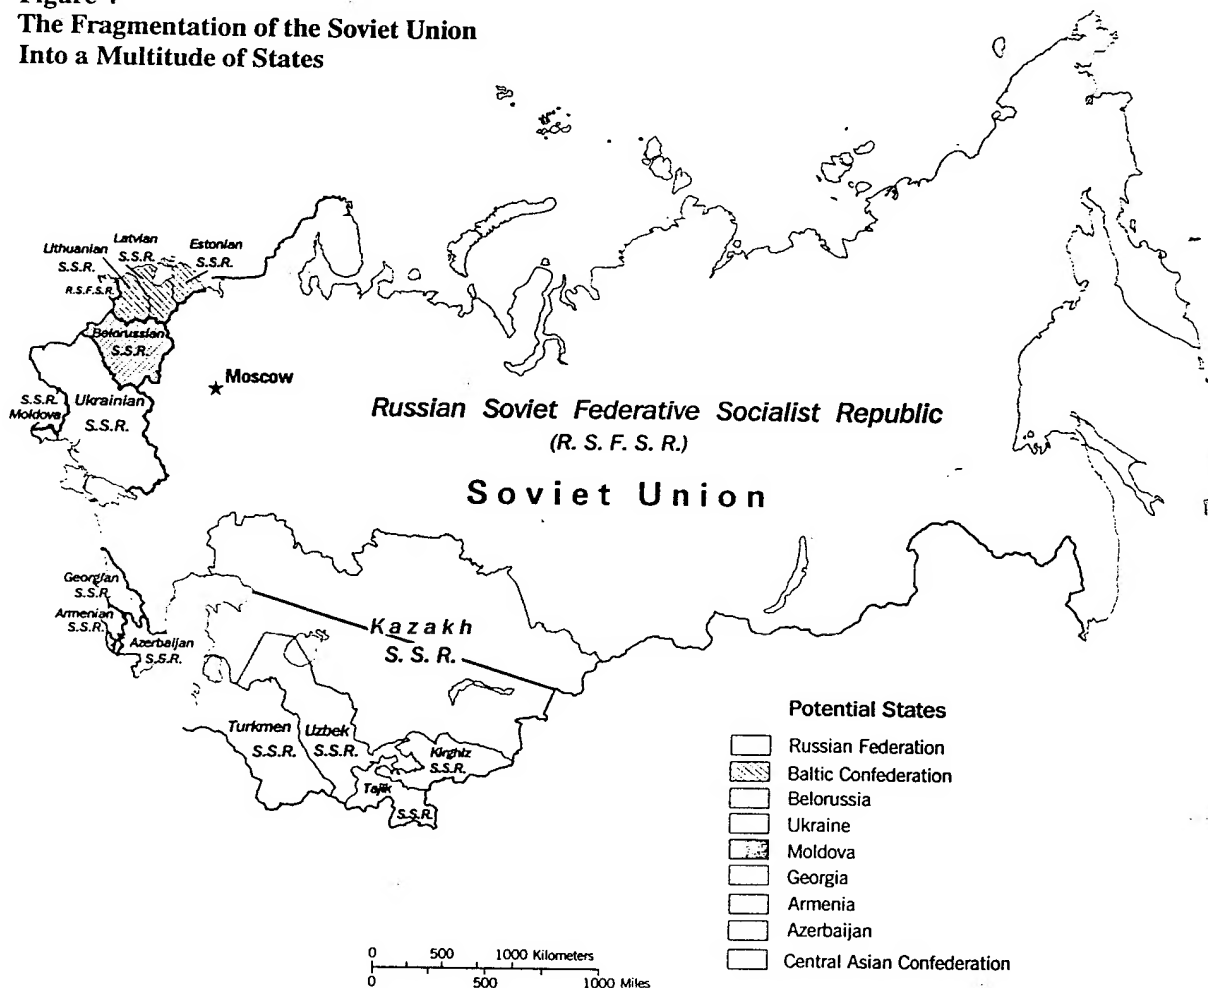 The Fragmentation of the Soviet Union
Into a Multitude of States
Lithuanian
S.S.R.
Latvian
S.S.R.
Estonian
S.S.R.
R.S.F.S.R.
Belorussian
S.S.R.
Moscow
S.S.R.
Moldova
Ukrainian
S.S.R.
Russian Soviet Federative Socialist Republic
(R. S. F. S. R.)
Soviet Union
Georgian
S.S.R.
Armenian
S.S.R.
Azerbaijan
S.S.R.
Kazakh
S. S. R.
Turkmen
S.S.R.
Uzbek
S.S.R.
Kirghiz
S.S.R.
Tajik
S.S.R.
Potential States
Russian Federation
Baltic Confederation
Belorussia
Ukraine
Moldova
Georgia
Armenia
Azerbaijan
Central Asian Confederation
0 500 1000 Kilometers
0 500 1000 Miles